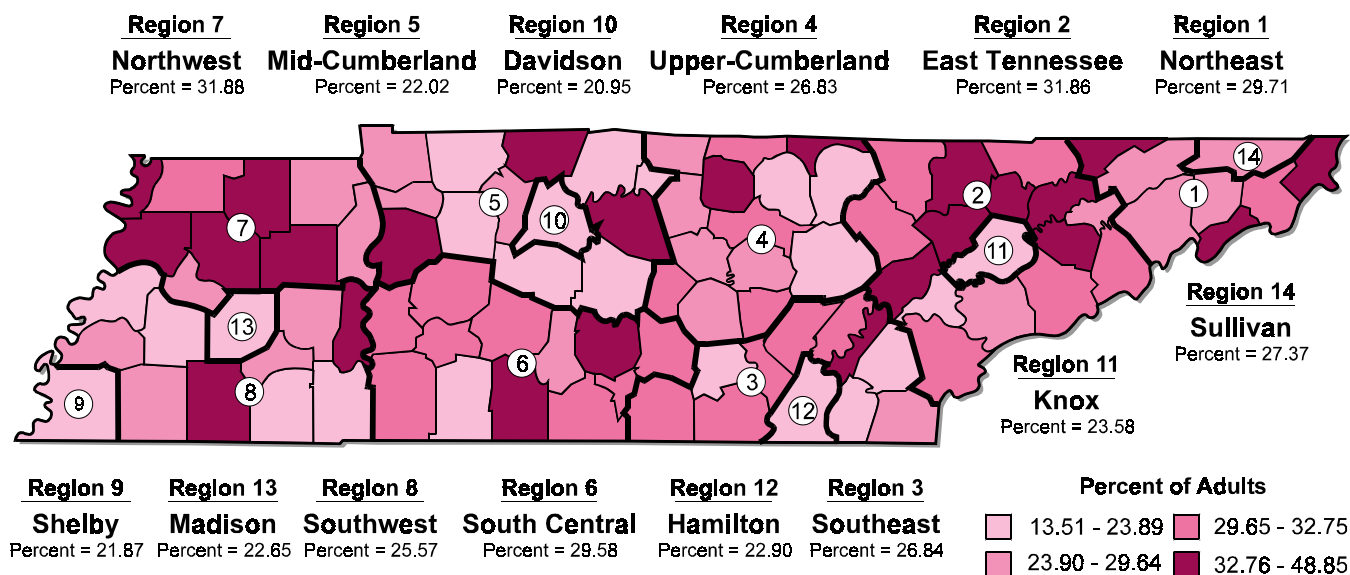 Region 7
Northwest
Percent = 31.88
Region 5
Mid-Cumberland
Percent = 22.02
Region 10
Davidson
Percent = 20.95
Region 4
Upper-Cumberland
Percent = 26.83
Region 2
East Tennessee
Percent = 31.86
Region 1
Northeast
Percent = 29.71
14
2
1
5
10
7
4
11
13
6
8
3
9
12
Region 14
Sullivan
Percent = 27.37
Region 11
Knox
Percent = 23.58
Region 9
Shelby
Percent = 21.87
Region 13
Madison
Percent = 22.65
Region 8
Southwest
Percent = 25.57
Region 6
South Central
Percent = 29.58
Region 12
Hamilton
Percent = 22.90
Region 3
Southeast
Percent = 26.84
Percent of Adults
13.51 - 23.89
29.65 - 32.75
23.90 - 29.64
32.76 - 48.85